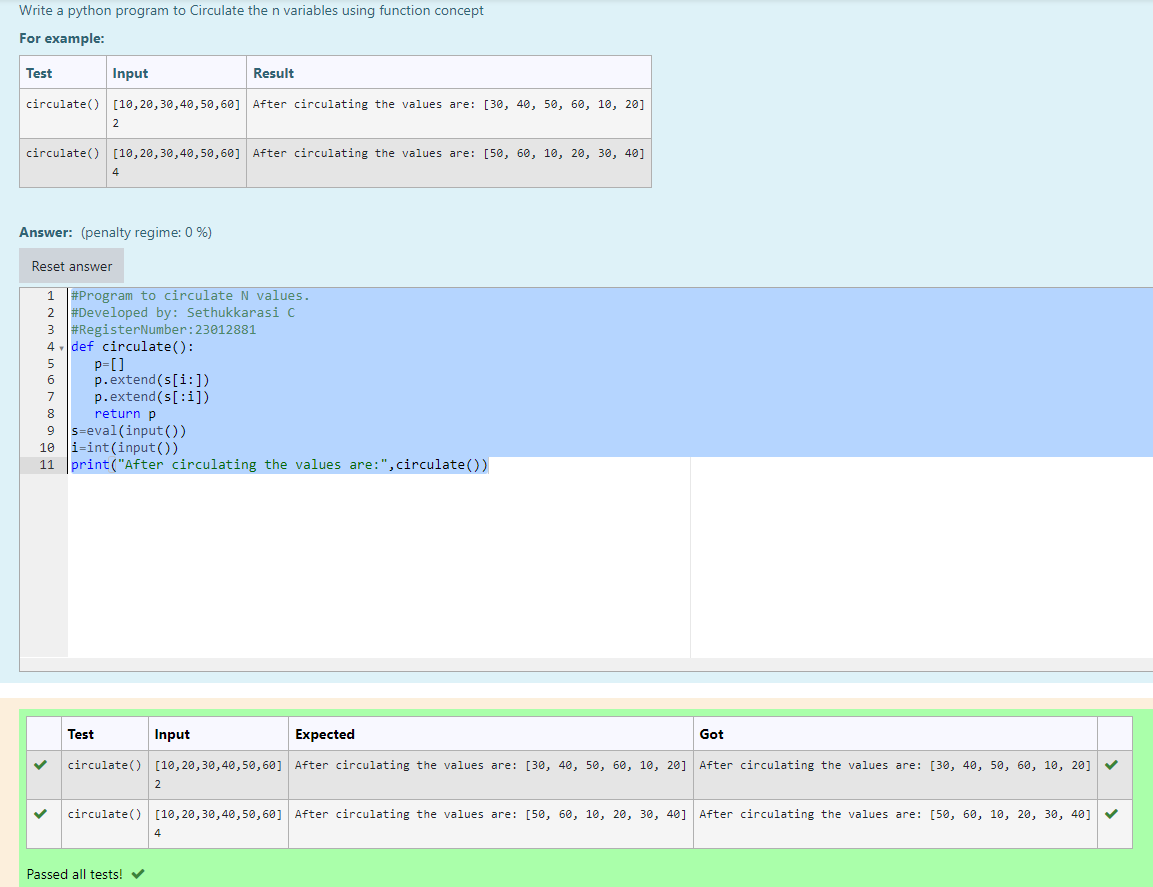 Write a python program to Circulate the n variables using function concept
For example:
Test Input Result
circulate() [10,20,30,40,50,60] After circulating the values are: [30, 40, 50, 60, 10, 20]
2
circulate() [10,20,30,40,50,60] After circulating the values are: [50, 60, 10, 20, 30, 40]
4
Answer: (penalty regime: 0 %)
Reset answer
1 #Program to circulate N values.
2 #Developed by: Sethukkarasi C
3 #RegisterNumber:23012881
4 def circulate():
5 p=[]
6 p.extend(s[i:])
7 p.extend(s[:i])
8 return p
9 s=eval(input())
10 i=int(input())
11 print("After circulating the values are:",circulate())
Test Input Expected Got
circulate() [10,20,30,40,50,60] After circulating the values are: [30, 40, 50, 60, 10, 20] After circulating the values are: [30, 40, 50, 60, 10, 20]
2
circulate() [10,20,30,40,50,60] After circulating the values are: [50, 60, 10, 20, 30, 40] After circulating the values are: [50, 60, 10, 20, 30, 40]
4
Passed all tests!